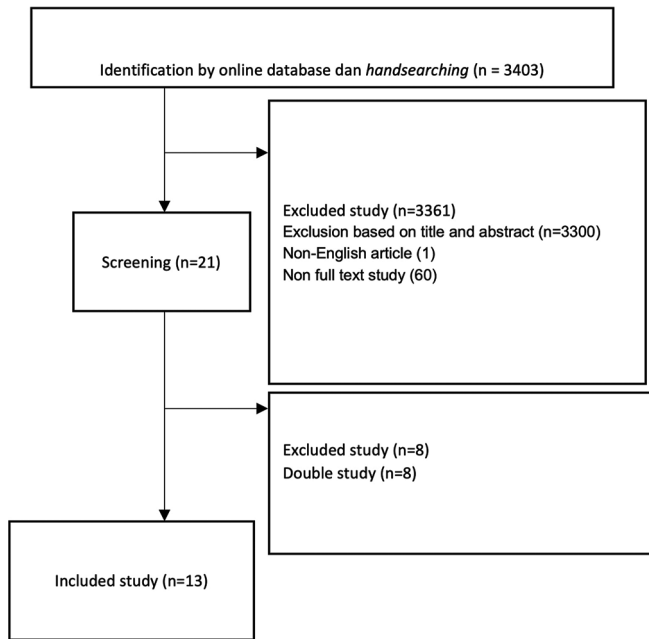 Identification by online database dan handsearching (n = 3403)
Excluded study (n=3361)
Exclusion based on title and abstract (n=3300)
Non-English article (1)
Non full text study (60)
Screening (n=21)
Excluded study (n=8)
Double study (n=8)
Included study (n=13)